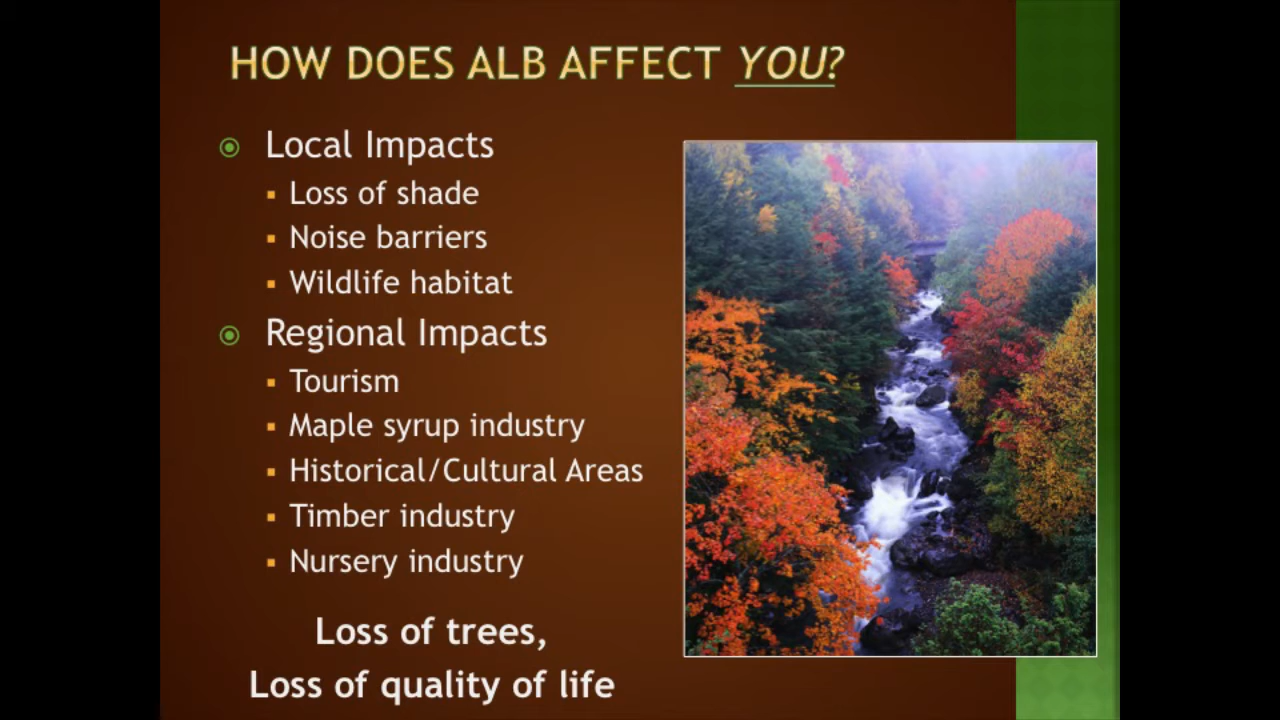 HOW DOES ALB AFFECT YOU?
Local Impacts
Loss of shade
Noise barriers
Wildlife habitat
Regional Impacts
Tourism
Maple syrup industry
Historical/Cultural Areas
Timber industry
Nursery industry
Loss of trees,
Loss of quality of life